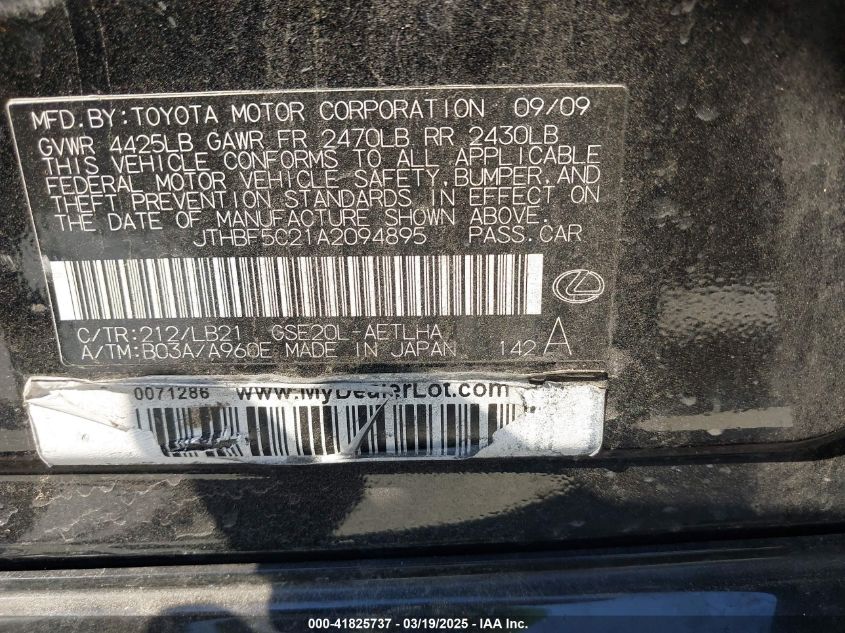 MFD.BY:TOYOTA MOTOR CORPORATION 09/09
GVWR 4425LB GAWR FR 2470LB RR 2430LB
THIS VEHICLE CONFORMS TO ALL APPLICABLE
FEDERAL MOTOR VEHICLE SAFETY,BUMPER,AND
THEFT PREVENTION STANDARDS IN EFFECT ON
THE DATE OF MANUFACTURE SHOWN ABOVE.
JTHBF5C21A2094895 PASS.CAR
C/TR:212/LB21 GSE20L-AETLHA
A/TM:B03A/A960E MADE IN JAPAN 142 A
0071286 www.MyDealerLot.com
000-41825737 - 03/19/2025 - IAA Inc.